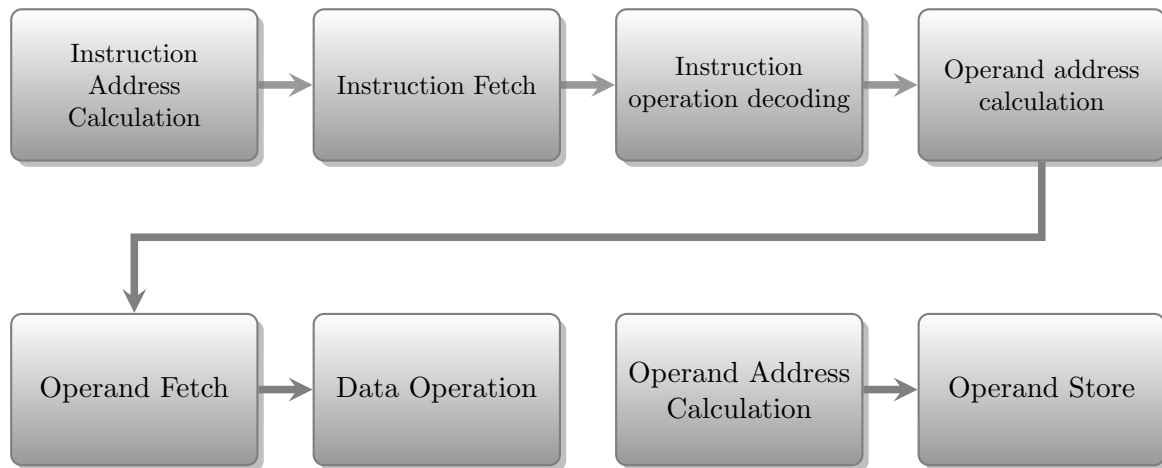 Instruction
Address
Calculation
Instruction Fetch
Instruction
operation decoding
Operand address
calculation
Operand Fetch
Data Operation
Operand Address
Calculation
Operand Store